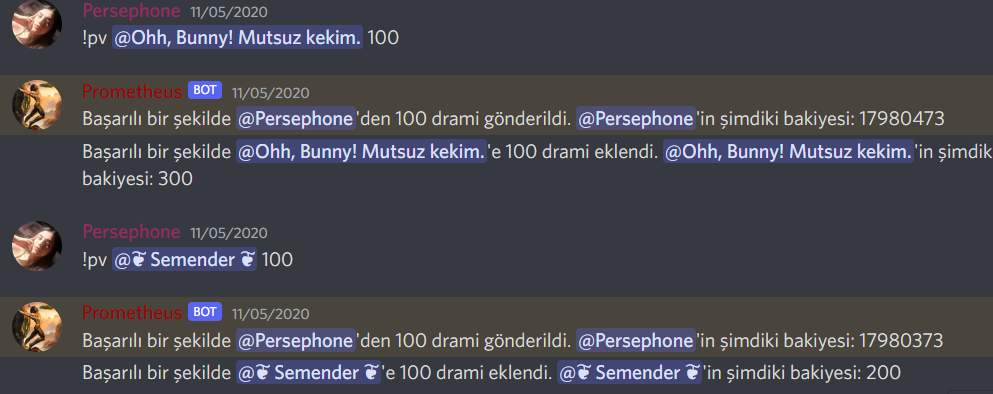 Persephone 11/05/2020
!pv @Ohh, Bunny! Mutsuz kekim. 100
Prometheus BOT 11/05/2020
Başarılı bir şekilde @Persephone'den 100 drami gönderildi. @Persephone'in şimdiki bakiyesi: 17980473
Başarılı bir şekilde @Ohh, Bunny! Mutsuz kekim.'e 100 drami eklendi. @Ohh, Bunny! Mutsuz kekim.'in şimdik
bakiyesi: 300
Persephone 11/05/2020
!pv @❦ Semender ❦ 100
Prometheus BOT 11/05/2020
Başarılı bir şekilde @Persephone'den 100 drami gönderildi. @Persephone'in şimdiki bakiyesi: 17980373
Başarılı bir şekilde @❦ Semender ❦'e 100 drami eklendi. @❦ Semender ❦'in şimdiki bakiyesi: 200